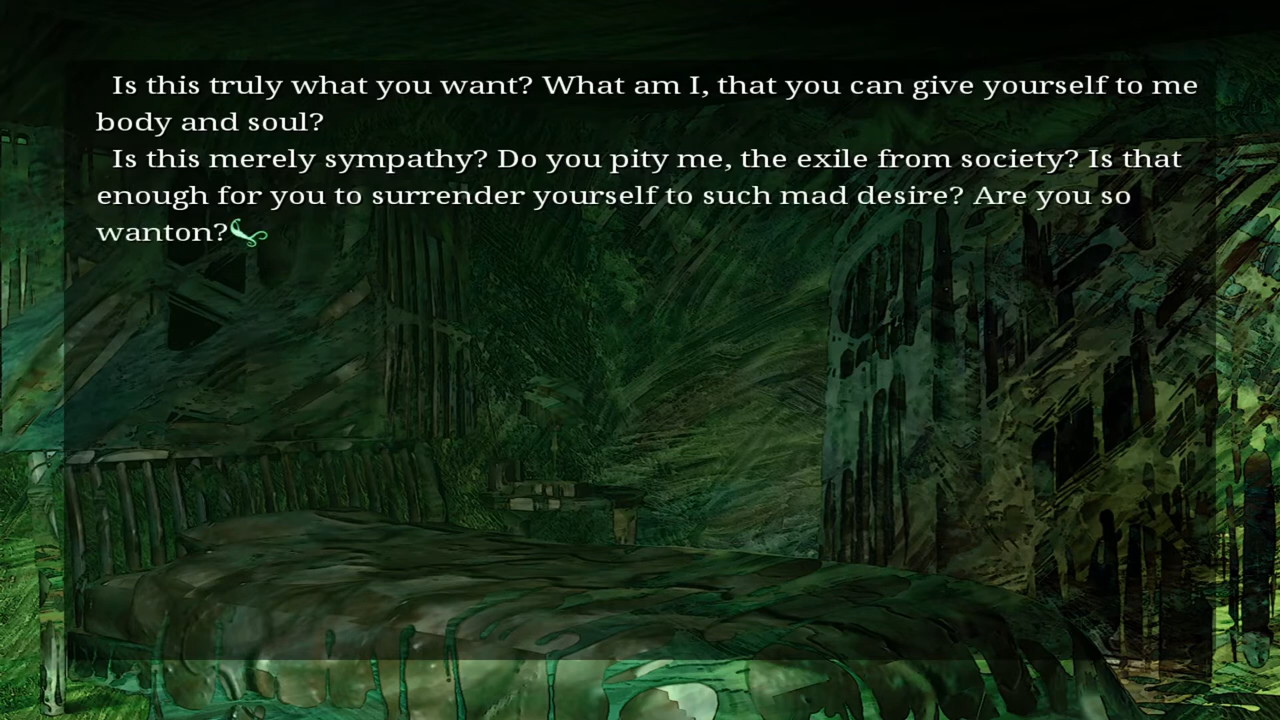 Is this truly what you want? What am I, that you can give yourself to me
body and soul?
Is this merely sympathy? Do you pity me, the exile from society? Is that
enough for you to surrender yourself to such mad desire? Are you so
wanton?